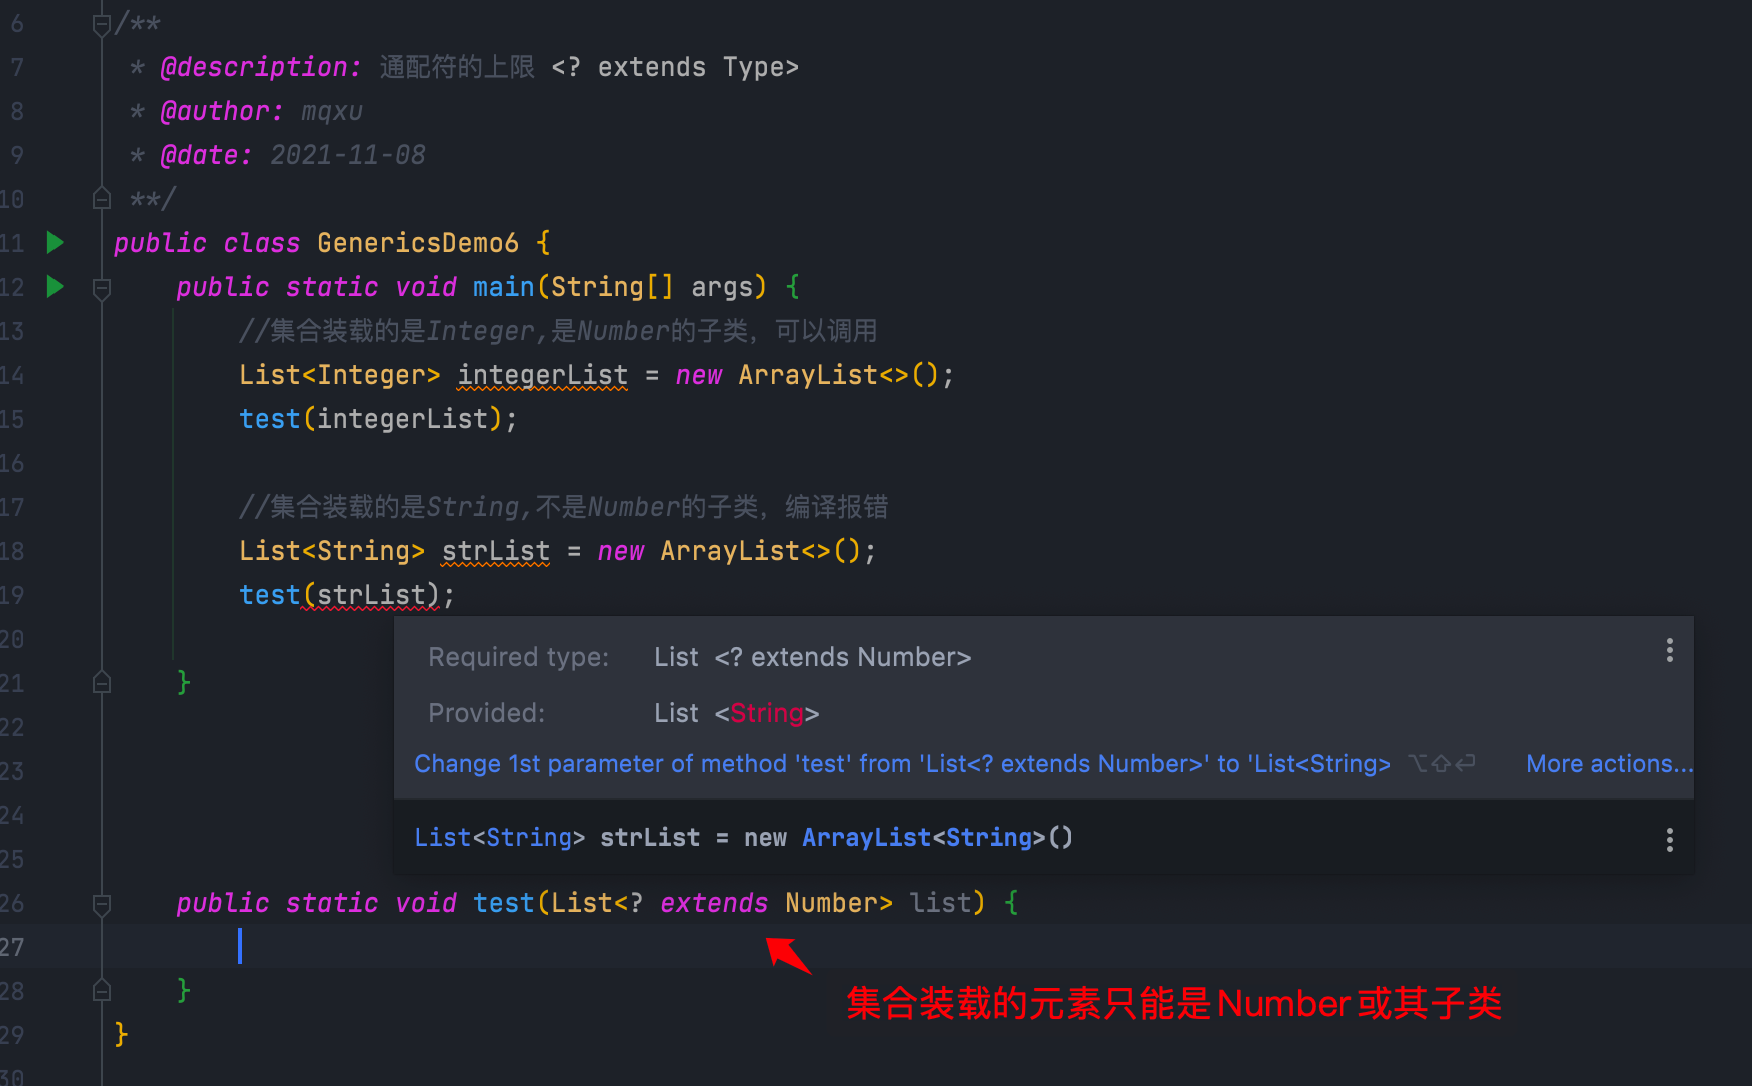 6 /**
7 * @description: 通配符的上限 <? extends Type>
8 * @author: mqxu
9 * @date: 2021-11-08
10 **/
11 public class GenericsDemo6 {
12 public static void main(String[] args) {
13 //集合装载的是Integer,是Number的子类，可以调用
14 List<Integer> integerList = new ArrayList<>();
15 test(integerList);
16
17 //集合装载的是String,不是Number的子类，编译报错
18 List<String> strList = new ArrayList<>();
19 test(strList);
20
Required type: List <? extends Number>
21 }
22
Provided: List <String>
23
Change 1st parameter of method 'test' from 'List<? extends Number>' to 'List<String> ⌥⇧⏎ More actions...
24
List<String> strList = new ArrayList<String>()
25
26 public static void test(List<? extends Number> list) {
27
28 }
集合装载的元素只能是Number或其子类
29 }
30